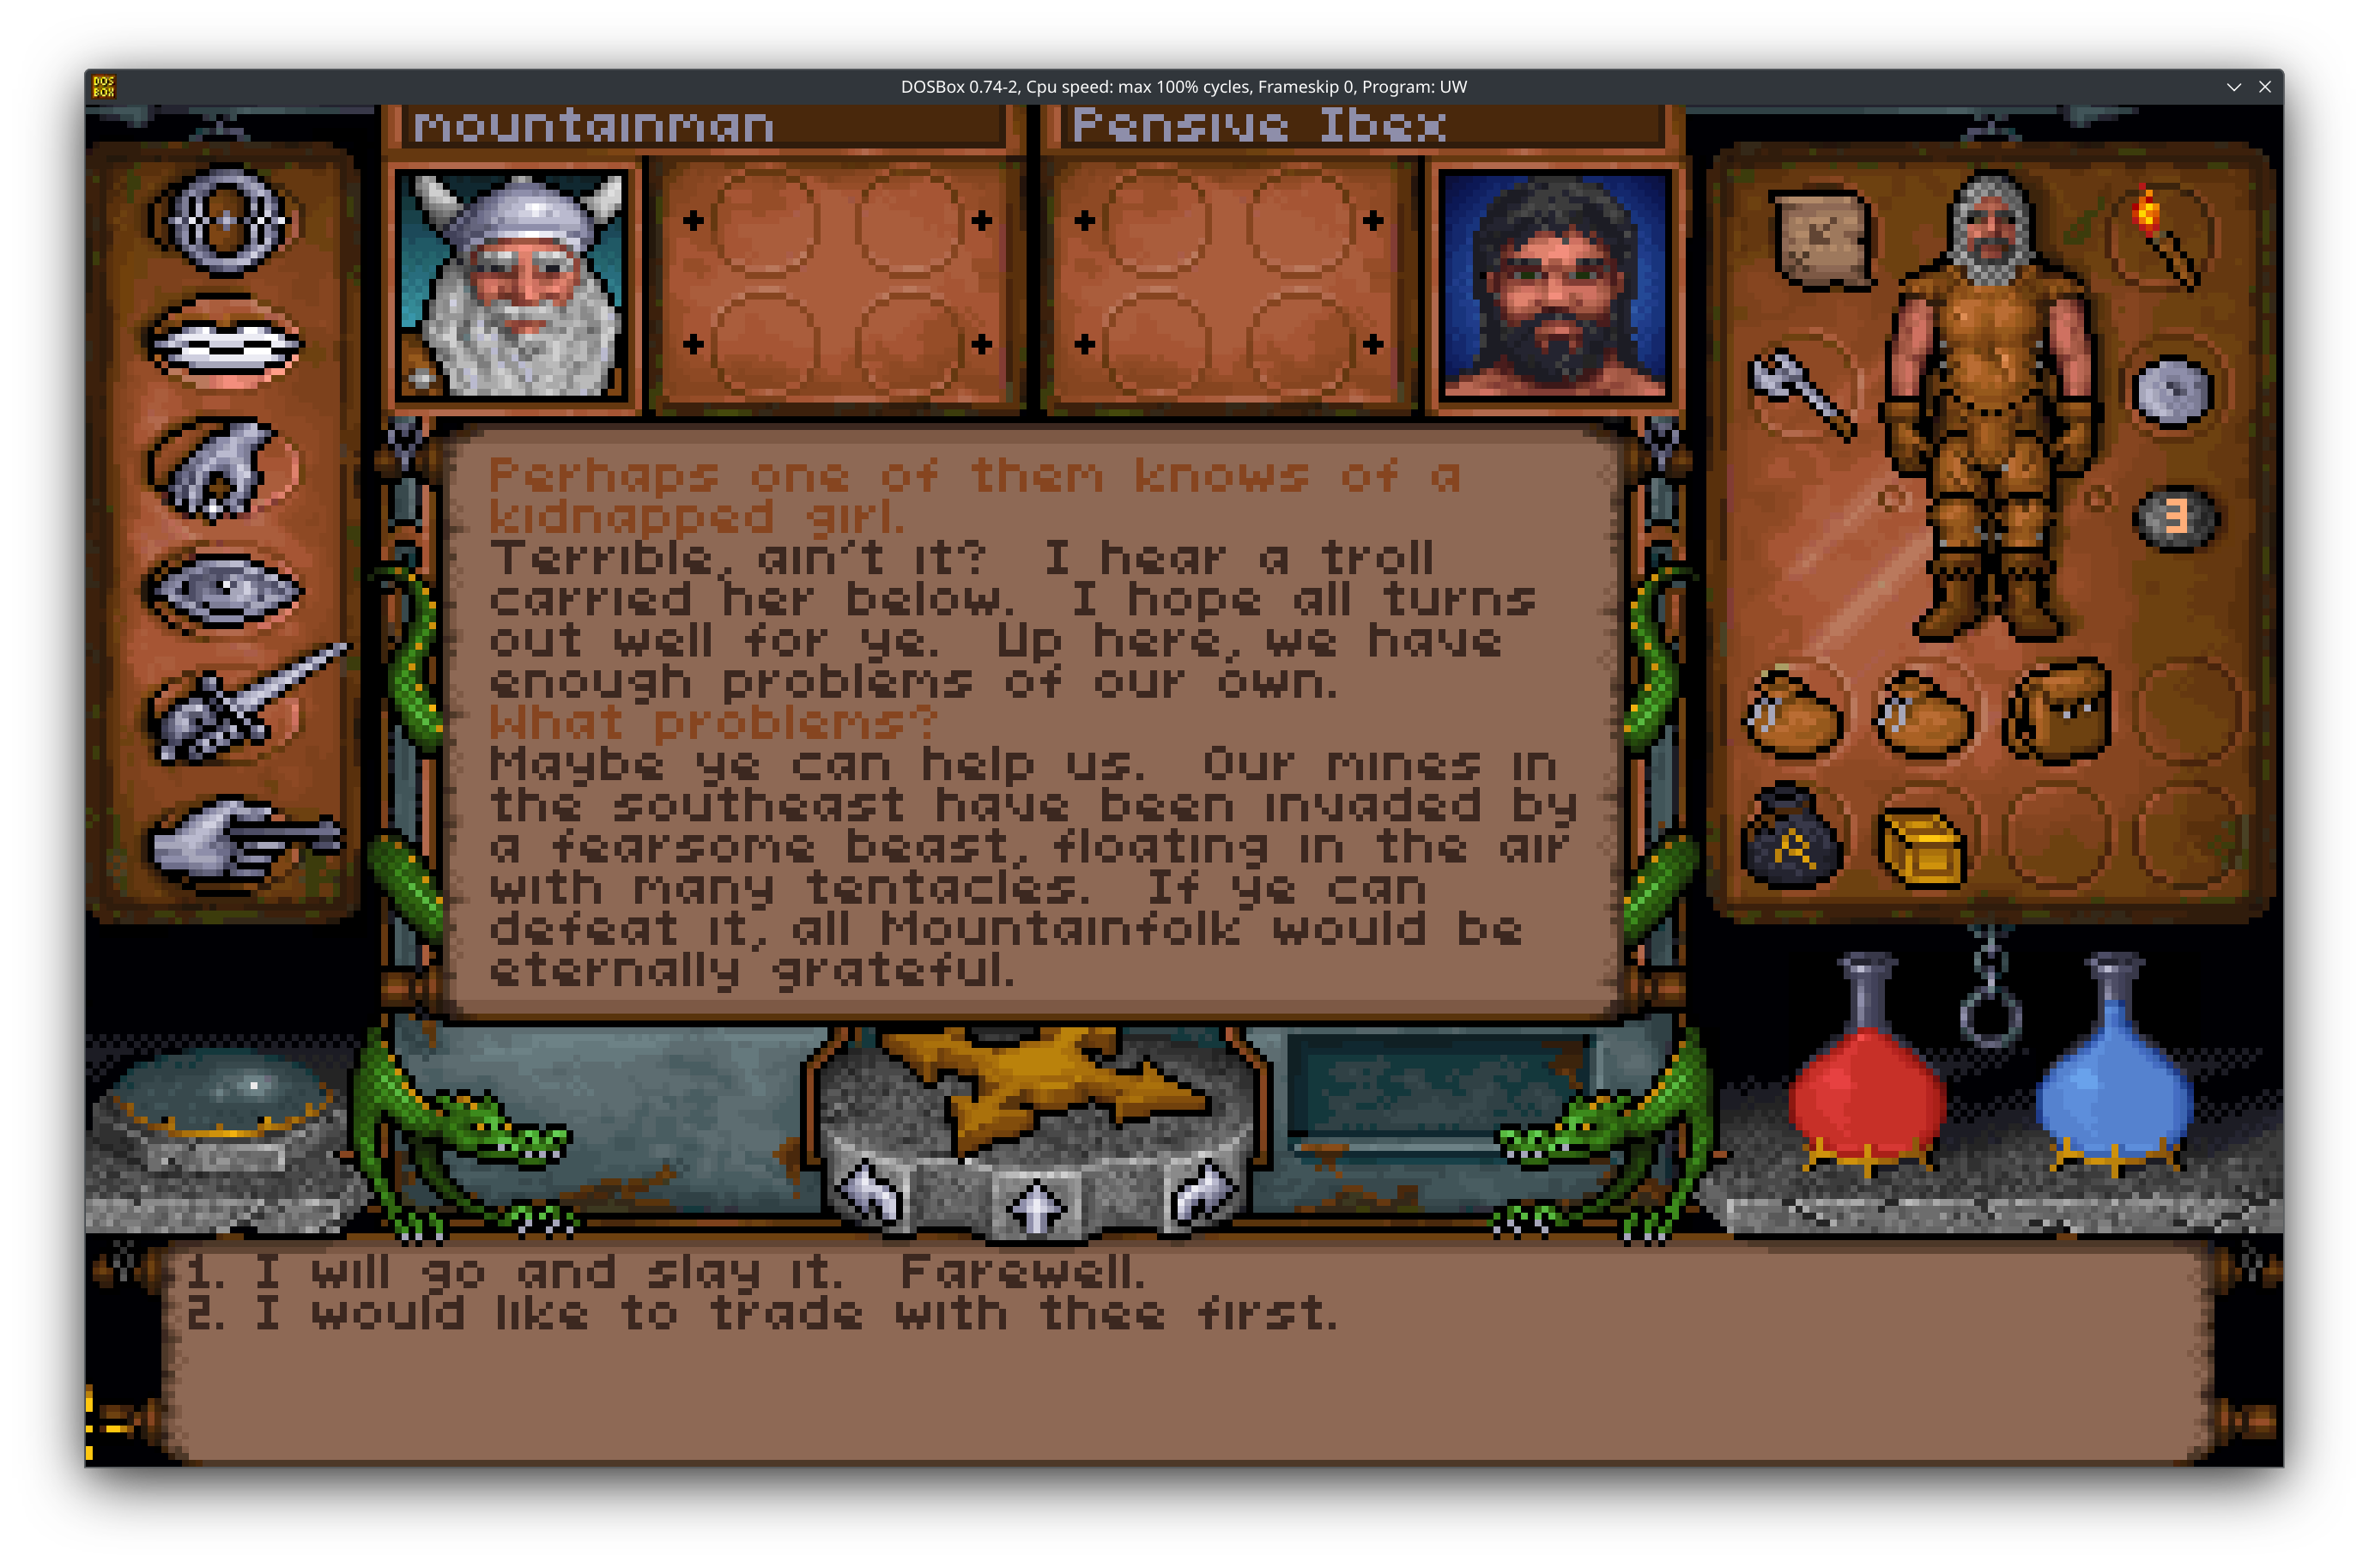 DOS
BOX
DOSBox 0.74-2, Cpu speed: max 100% cycles, Frameskip 0, Program: UW
mountainman
Pensive Ibex
Perhaps one of them knows of a
kidnapped girl.
Terrible, ain't it? I hear a troll
carried her below. I hope all turns
out well for ye. Up here, we have
enough problems of our own.
What problems?
Maybe ye can help us. Our mines in
the southeast have been invaded by
a fearsome beast, floating in the air
with many tentacles. If ye can
defeat it, all Mountainfolk would be
eternally grateful.
1. I will go and slay it. Farewell.
2. I would like to trade with thee first.